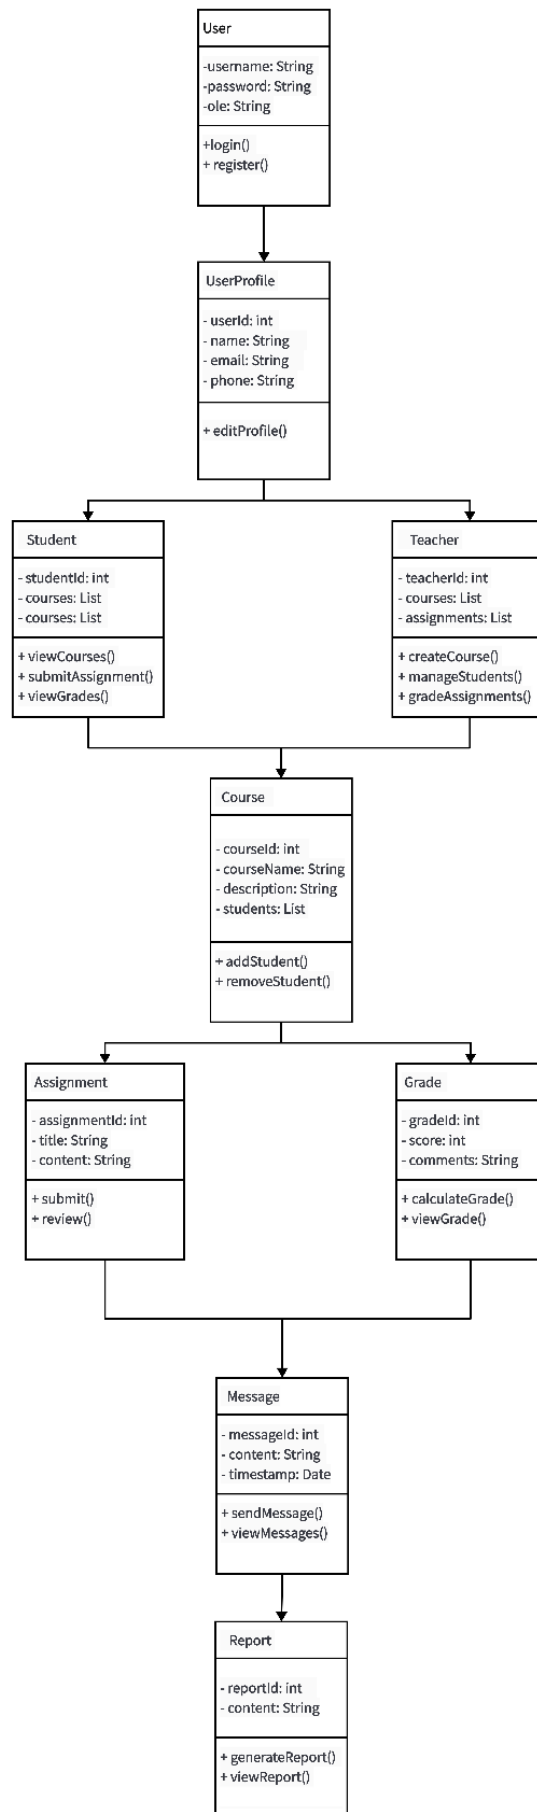 User
-username: String
-password: String
-ole: String
+login()
+ register()
UserProfile
- userId: int
- name: String
- email: String
- phone: String
+ editProfile()
Student
- studentId: int
- courses: List
- courses: List
+ viewCourses()
+ submitAssignment()
+ viewGrades()
Teacher
- teacherId: int
- courses: List
- assignments: List
+ createCourse()
+ manageStudents()
+ gradeAssignments()
Course
- courseId: int
- courseName: String
- description: String
- students: List
+ addStudent()
+ removeStudent()
Assignment
- assignmentId: int
- title: String
- content: String
+ submit()
+ review()
Grade
- gradeId: int
- score: int
- comments: String
+ calculateGrade()
+ viewGrade()
Message
- messageId: int
- content: String
- timestamp: Date
+ sendMessage()
+ viewMessages()
Report
- reportId: int
- content: String
+ generateReport()
+ viewReport()